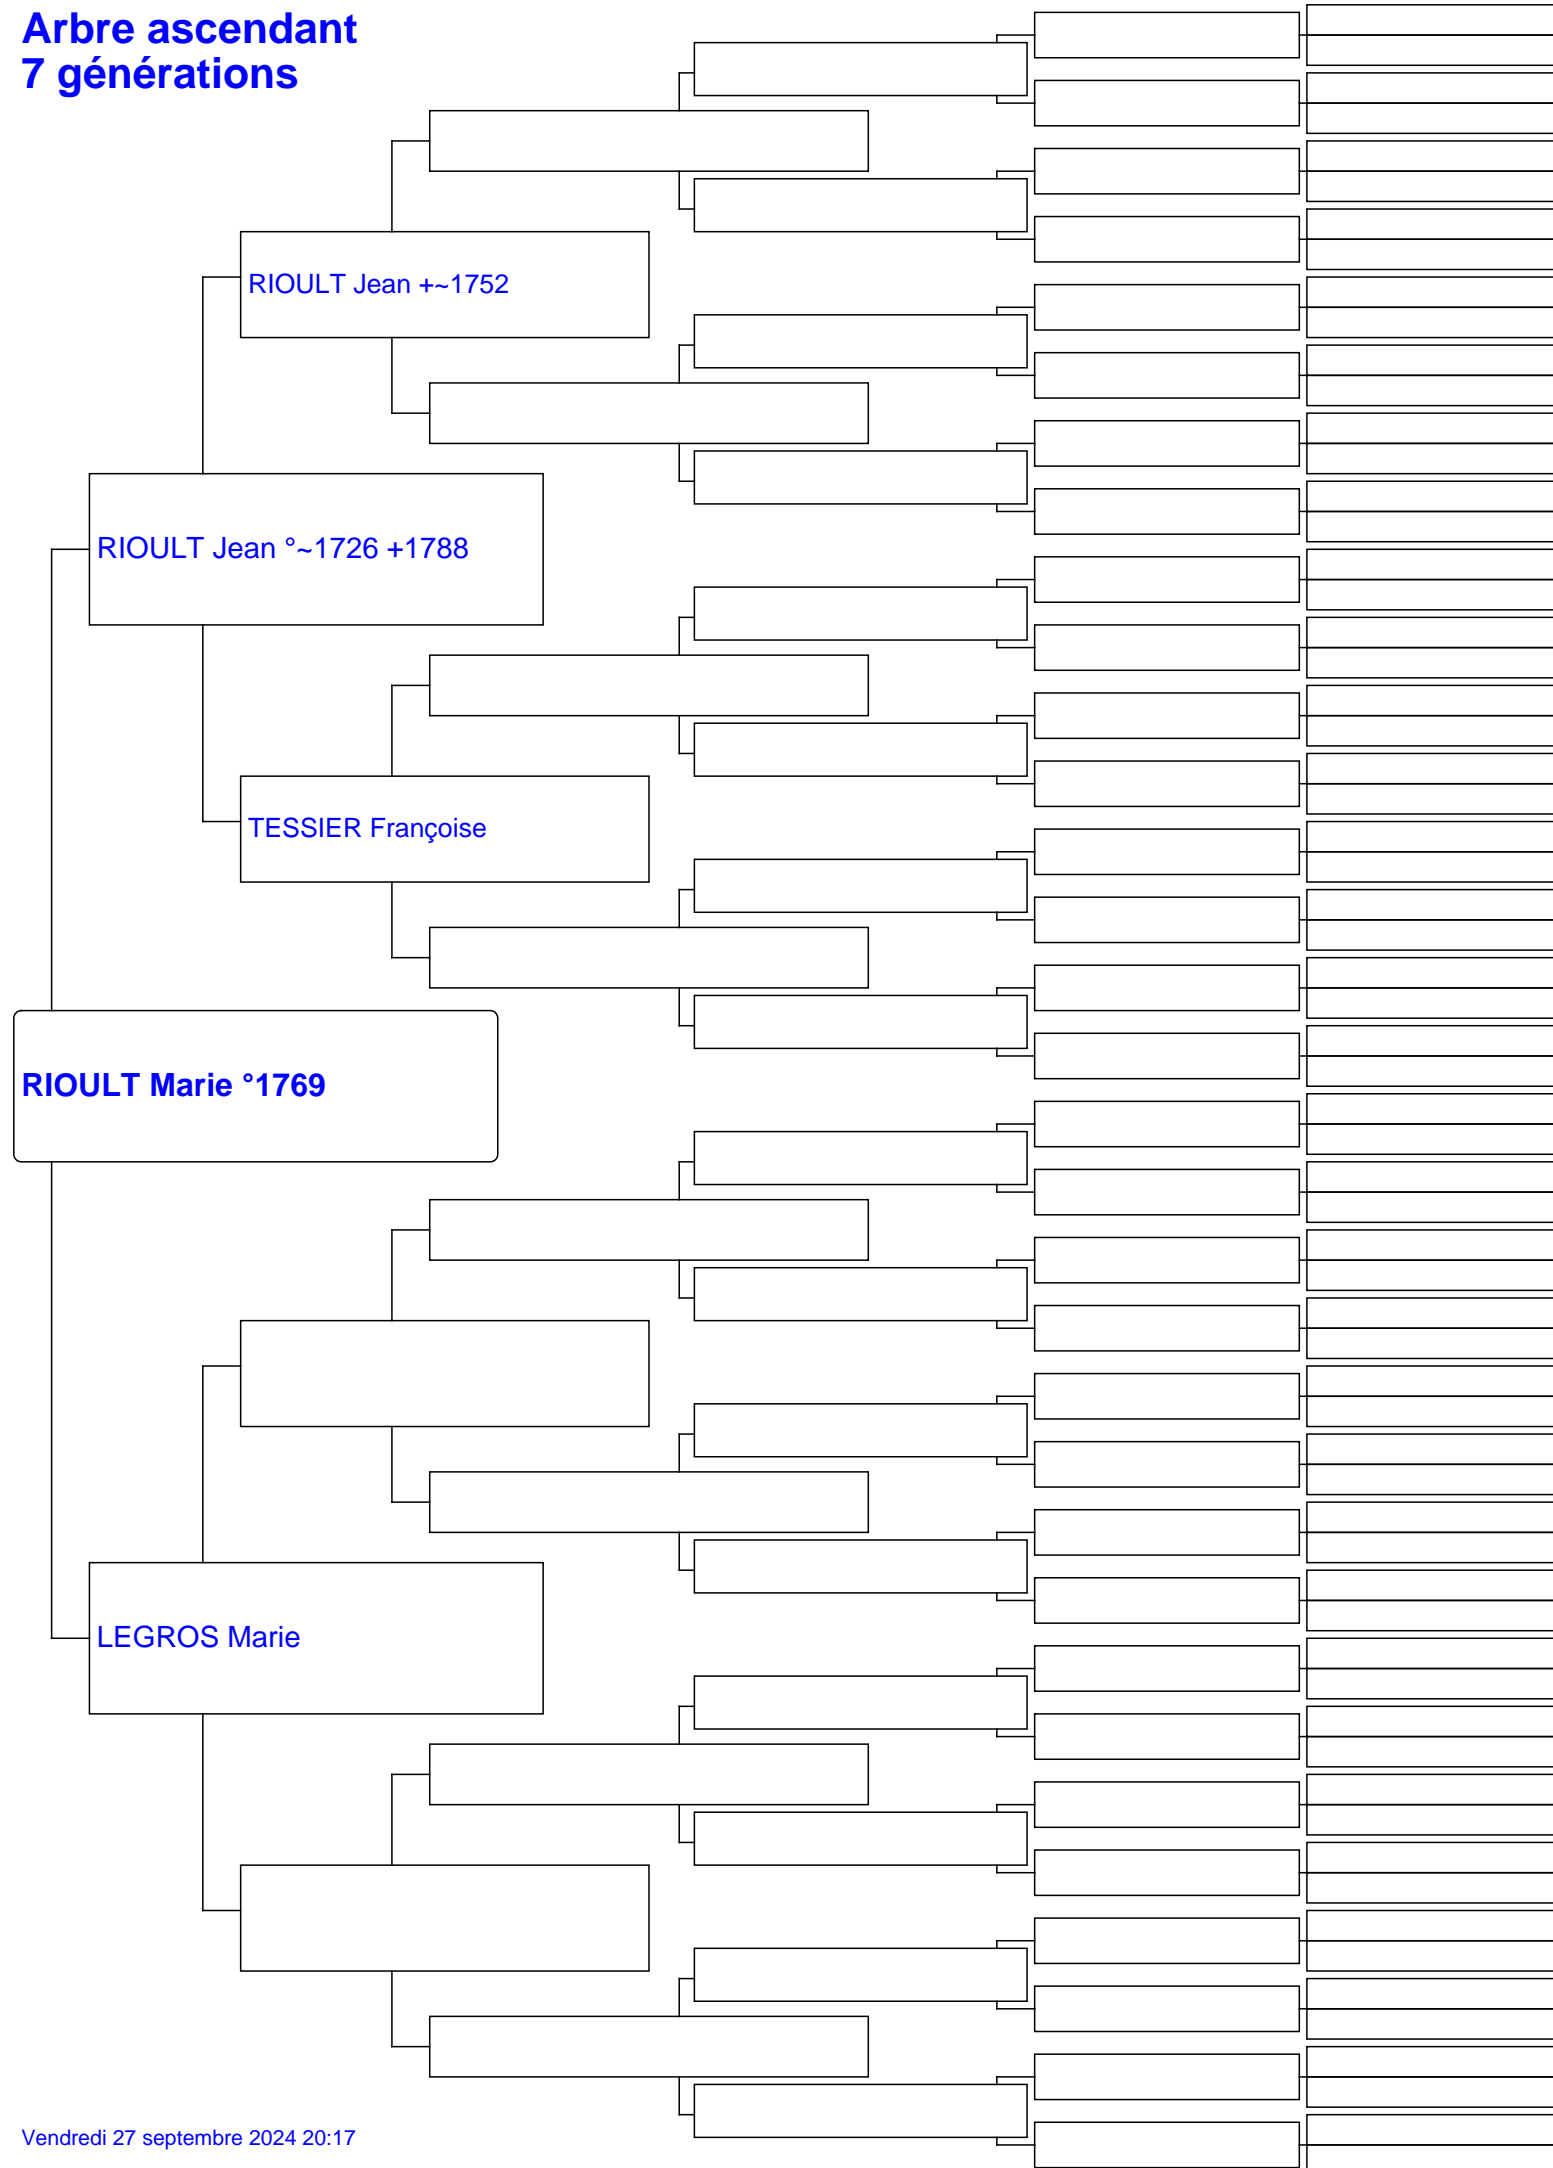 Arbre ascendant
7 générations
RIOULT Jean +~1752
RIOULT Jean °~1726 +1788
TESSIER Françoise
RIOULT Marie °1769
LEGROS Marie
Vendredi 27 septembre 2024 20:17